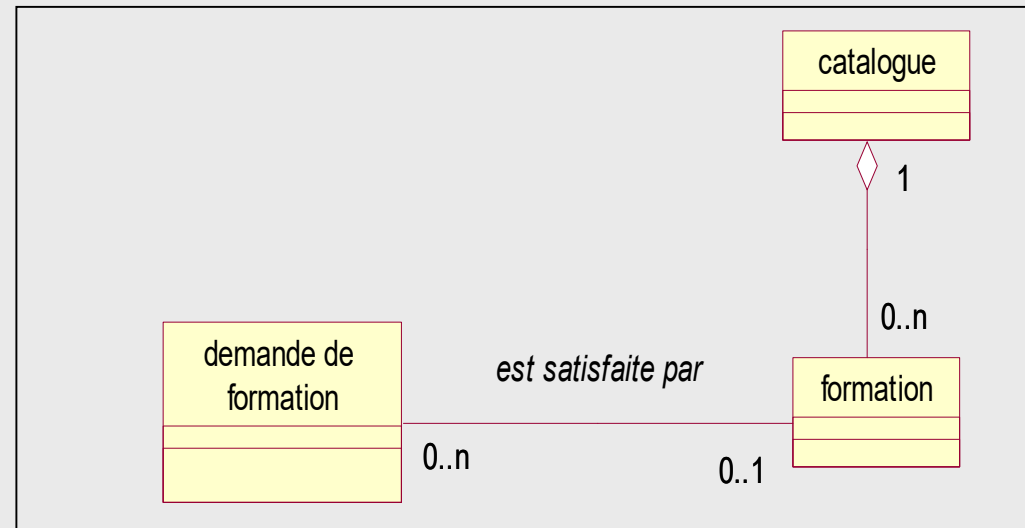 catalogue
1
0..n
demande de
formation
est satisfaite par
formation
0..n
0..1